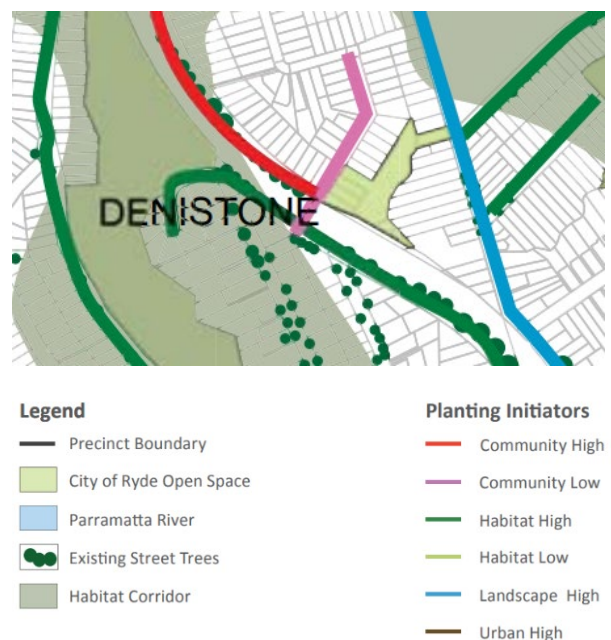 DENISTONE
Legend
Precinct Boundary
City of Ryde Open Space
Parramatta River
Existing Street Trees
Habitat Corridor
Planting Initiators
Community High
Community Low
Habitat High
Habitat Low
Landscape High
Urban High